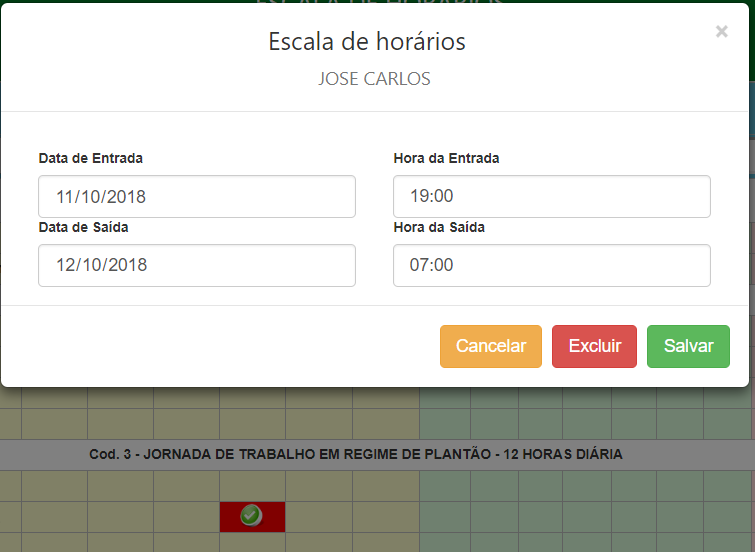 Escala de horários
×
JOSE CARLOS
Data de Entrada
Hora da Entrada
11/10/2018
19:00
Data de Saída
Hora da Saída
12/10/2018
07:00
Cancelar
Excluir
Salvar
Cod. 3 - JORNADA DE TRABALHO EM REGIME DE PLANTÃO - 12 HORAS DIÁRIA